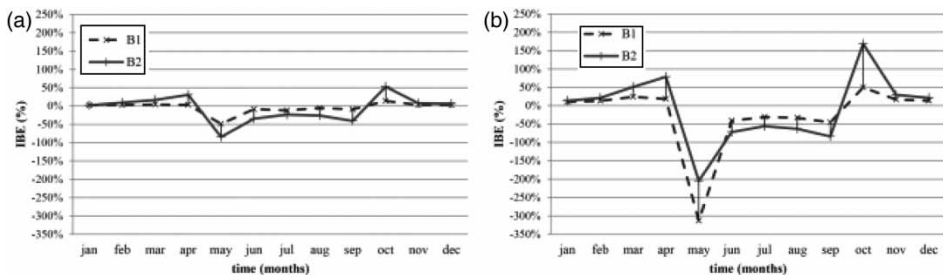 (a)
IBE (%)
250%
200%
150%
100%
50%
0%
-50%
-100%
-150%
-200%
-250%
-300%
-350%
B1
B2
jan feb mar apr may jun jul aug sep oct nov dec
time (months)
(b)
IBE (%)
250%
200%
150%
100%
50%
0%
-50%
-100%
-150%
-200%
-250%
-300%
-350%
B1
B2
jan feb mar apr may jun jul aug sep oct nov dec
time (months)